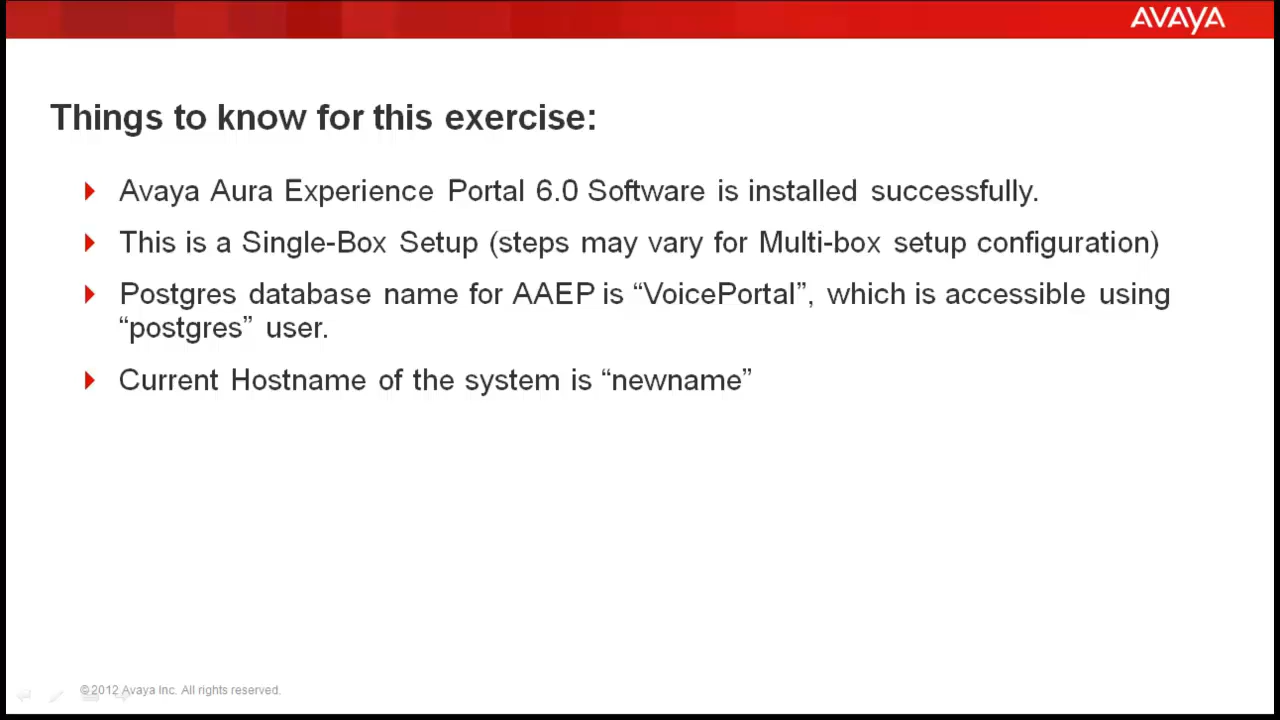 AVAYA
Things to know for this exercise:
Avaya Aura Experience Portal 6.0 Software is installed successfully.
This is a Single-Box Setup (steps may vary for Multi-box setup configuration)
Postgres database name for AAEP is “VoicePortal”, which is accessible using
“postgres” user.
Current Hostname of the system is “newname”
©2012 Avaya Inc. All rights reserved.